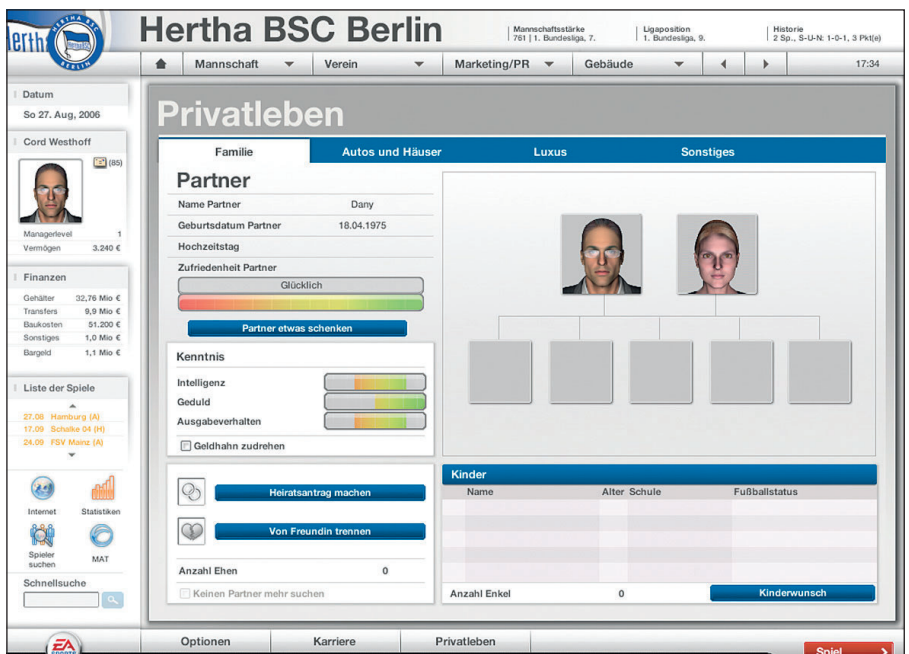 Hertha BSC Berlin
Mannschaftsstärke
761 | 1. Bundesliga, 7.
Ligaposition
1. Bundesliga, 9.
Historie
2 Sp., S-U-N: 1-0-1, 3 Pkt(e)
HERTHA BSC
BERLIN
Mannschaft
Verein
Marketing/PR
Gebäude
17:34
Datum
So 27. Aug, 2006
Cord Westhoff
(85)
Managerlevel 1
Vermögen 3.240 €
Finanzen
Gehälter 32,76 Mio €
Transfers 9,9 Mio €
Baukosten 51.200 €
Sonstiges 1,0 Mio €
Bargeld 1,1 Mio €
Liste der Spiele
27.08 Hamburg (A)
17.09 Schalke 04 (H)
24.09 FSV Mainz (A)
Internet
Statistiken
Spieler suchen
MAT
Schnellsuche
Privatleben
Familie
Autos und Häuser
Luxus
Sonstiges
Partner
Name Partner Dany
Geburtsdatum Partner 18.04.1975
Hochzeitstag
Zufriedenheit Partner
Glücklich
Partner etwas schenken
Kenntnis
Intelligenz
Geduld
Ausgabeverhalten
Geldhahn zudrehen
Heiratsantrag machen
Von Freundin trennen
Anzahl Ehen 0
Keinen Partner mehr suchen
Kinder
Name Alter Schule Fußballstatus
Anzahl Enkel 0
Kinderwunsch
EA
SPORTS
Optionen
Karriere
Privatleben
Spiel